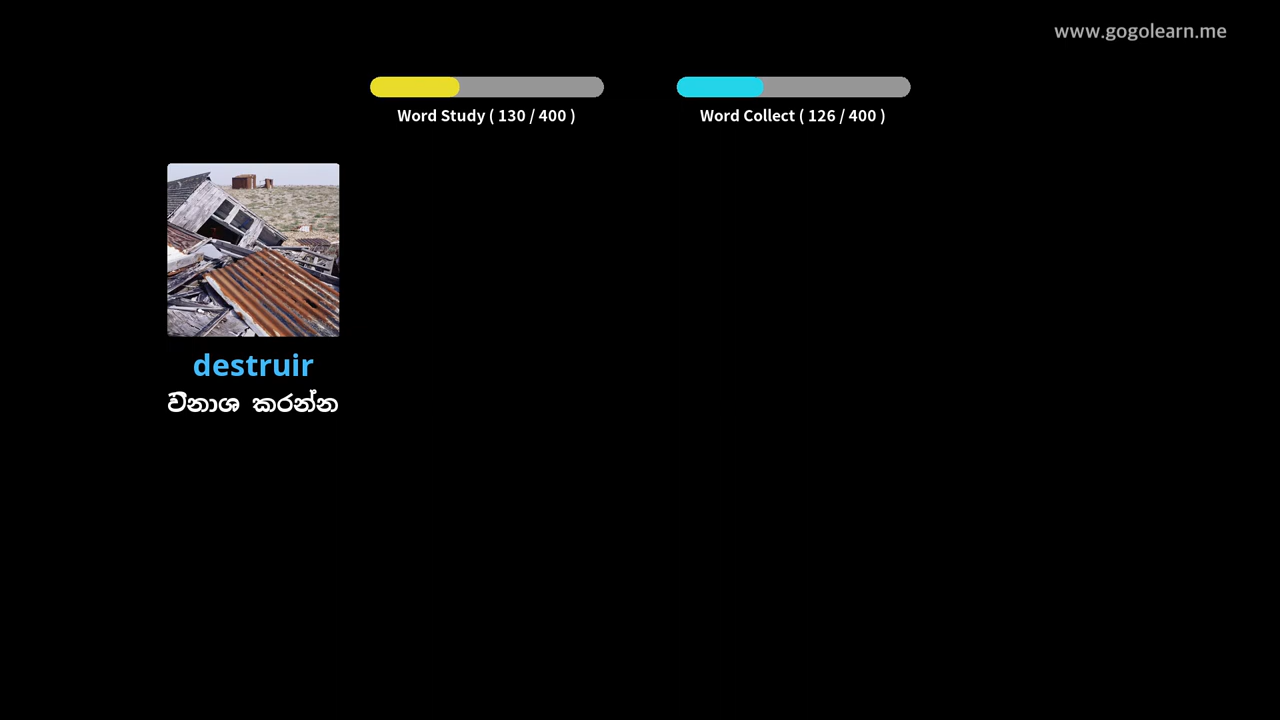 www.gogolearn.me
Word Study ( 130 / 400 )
Word Collect ( 126 / 400 )
destruir
විනාශ කරන්න